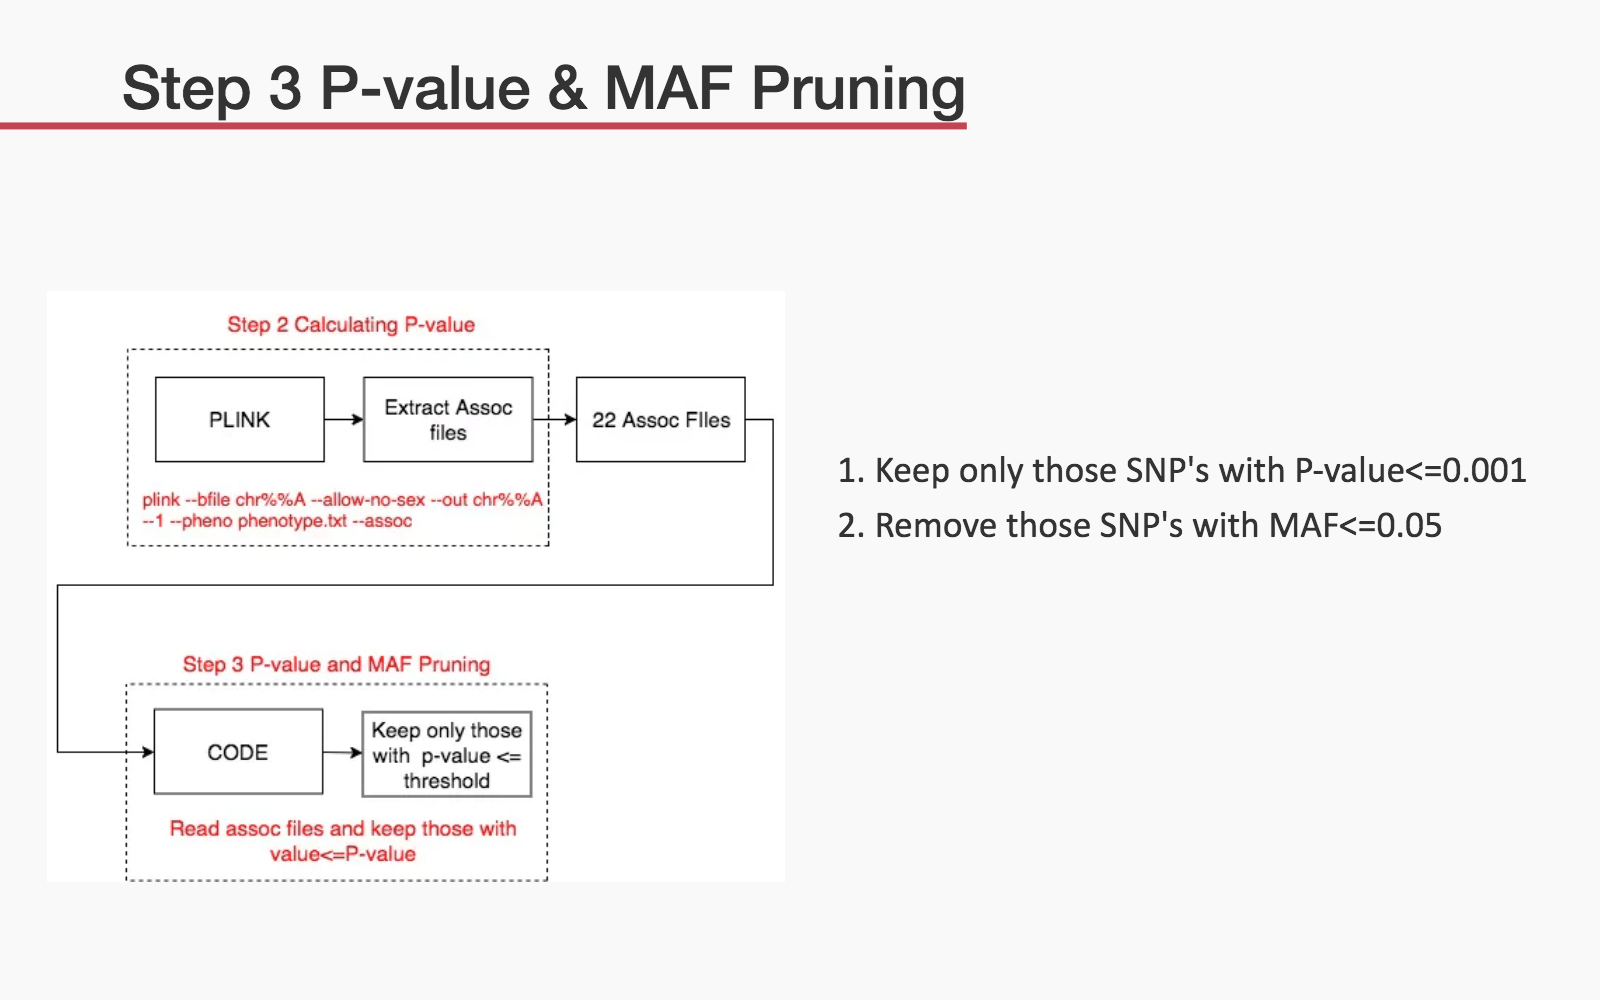 Step 3 P-value & MAF Pruning
Step 2 Calculating P-value
PLINK
Extract Assoc
files
22 Assoc FIles
plink --bfile chr%%A --allow-no-sex --out chr%%A
--1 --pheno phenotype.txt --assoc
Step 3 P-value and MAF Pruning
CODE
Keep only those
with p-value <=
threshold
Read assoc files and keep those with
value<=P-value
1. Keep only those SNP's with P-value<=0.001
2. Remove those SNP's with MAF<=0.05